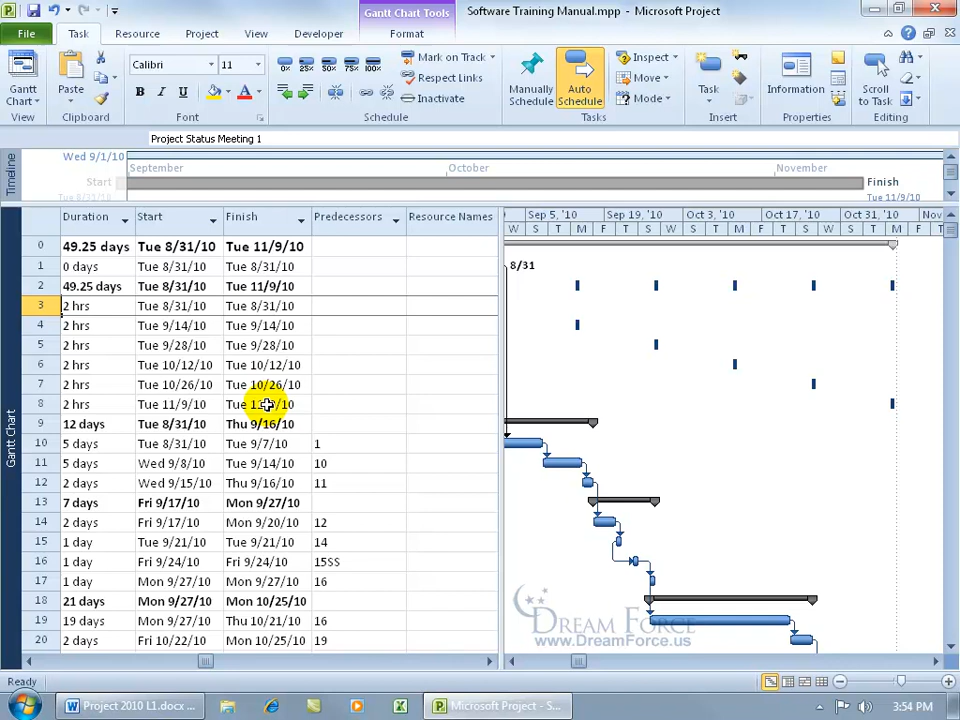 Gantt Chart Tools
Software Training Manual.mpp - Microsoft Project
File Task Resource Project View Developer Format
Gantt Chart
Paste
Clipboard
Calibri 11
B I U A
Font
0% 25% 50% 75% 100%
Mark on Track
Respect Links
Inactivate
Schedule
Manually Schedule
Auto Schedule
Inspect
Move
Mode
Tasks
Task
Insert
Information
Properties
Scroll to Task
Editing
Project Status Meeting 1
Timeline
Wed 9/1/10
September October November
Start
Tue 8/31/10
Finish
Tue 11/9/10
Gantt Chart
Duration Start Finish Predecessors Resource Names
Sep 5, '10 Sep 19, '10 Oct 3, '10 Oct 17, '10 Oct 31, '10 Nov
W S T M F T S W S T M F T S W S T M F T
0 49.25 days Tue 8/31/10 Tue 11/9/10
1 0 days Tue 8/31/10 Tue 8/31/10
8/31
2 49.25 days Tue 8/31/10 Tue 11/9/10
3 2 hrs Tue 8/31/10 Tue 8/31/10
4 2 hrs Tue 9/14/10 Tue 9/14/10
5 2 hrs Tue 9/28/10 Tue 9/28/10
6 2 hrs Tue 10/12/10 Tue 10/12/10
7 2 hrs Tue 10/26/10 Tue 10/26/10
8 2 hrs Tue 11/9/10 Tue
9 12 days Tue 8/31/10 Thu 9/16/10
10 5 days Tue 8/31/10 Tue 9/7/10 1
11 5 days Wed 9/8/10 Tue 9/14/10 10
12 2 days Wed 9/15/10 Thu 9/16/10 11
13 7 days Fri 9/17/10 Mon 9/27/10
14 2 days Fri 9/17/10 Mon 9/20/10 12
15 1 day Tue 9/21/10 Tue 9/21/10 14
16 1 day Fri 9/24/10 Fri 9/24/10 15SS
17 1 day Mon 9/27/10 Mon 9/27/10 16
18 21 days Mon 9/27/10 Mon 10/25/10
19 19 days Mon 9/27/10 Thu 10/21/10 16
20 2 days Fri 10/22/10 Mon 10/25/10 19
DREAM FORCE
www.DreamForce.us
Ready
Project 2010 L1.docx ...
Microsoft Project - S...
3:54 PM